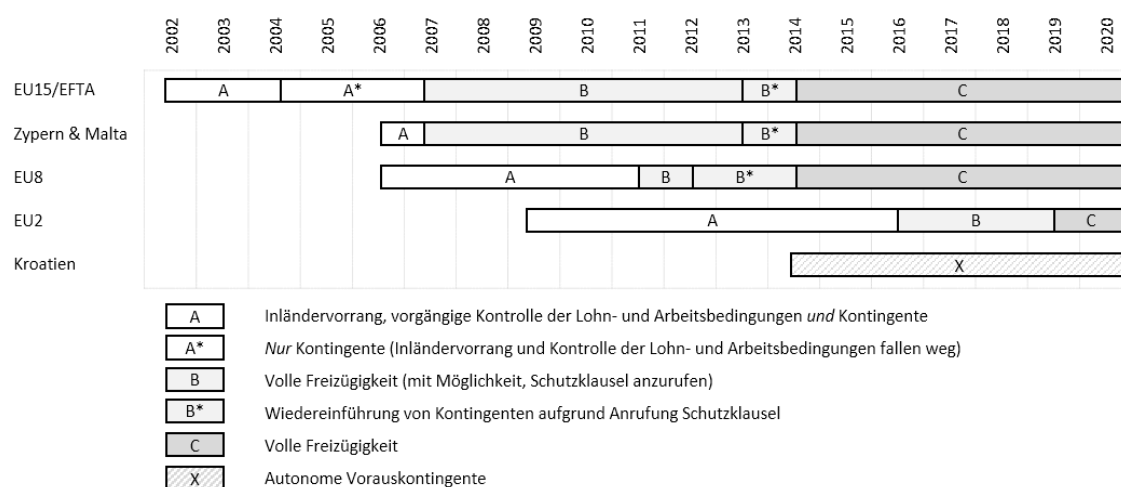 2002 2003 2004 2005 2006 2007 2008 2009 2010 2011 2012 2013 2014 2015 2016 2017 2018 2019 2020
EU15/EFTA A A* B B* C
Zypern & Malta A B B* C
EU8 A B B* C
EU2 A B C
Kroatien X
A Inländervorrang, vorgängige Kontrolle der Lohn- und Arbeitsbedingungen und Kontingente
A* Nur Kontingente (Inländervorrang und Kontrolle der Lohn- und Arbeitsbedingungen fallen weg)
B Volle Freizügigkeit (mit Möglichkeit, Schutzklausel anzurufen)
B* Wiedereinführung von Kontingenten aufgrund Anrufung Schutzklausel
C Volle Freizügigkeit
X Autonome Vorauskontingente